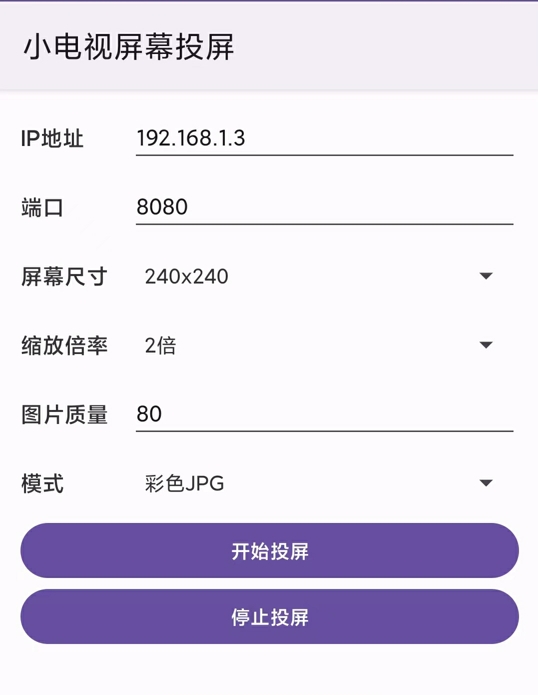 小电视屏幕投屏
IP地址 192.168.1.3
端口 8080
屏幕尺寸 240x240
缩放倍率 2倍
图片质量 80
模式 彩色JPG
开始投屏
停止投屏